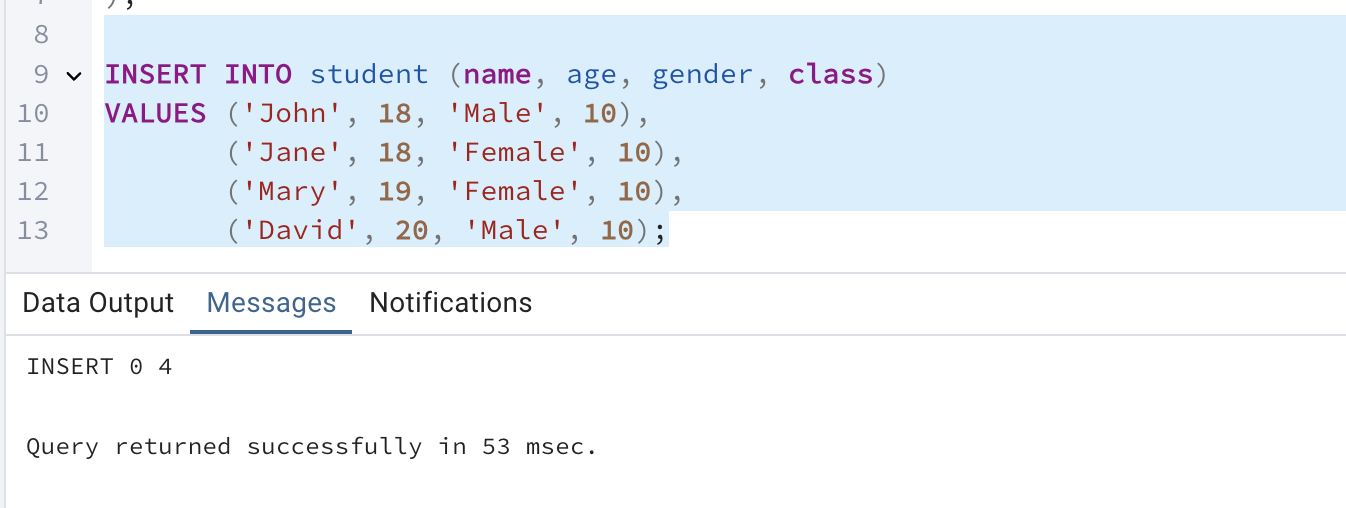 7 );
8
9 INSERT INTO student (name, age, gender, class)
10 VALUES ('John', 18, 'Male', 10),
11 ('Jane', 18, 'Female', 10),
12 ('Mary', 19, 'Female', 10),
13 ('David', 20, 'Male', 10);
Data Output Messages Notifications
INSERT 0 4
Query returned successfully in 53 msec.